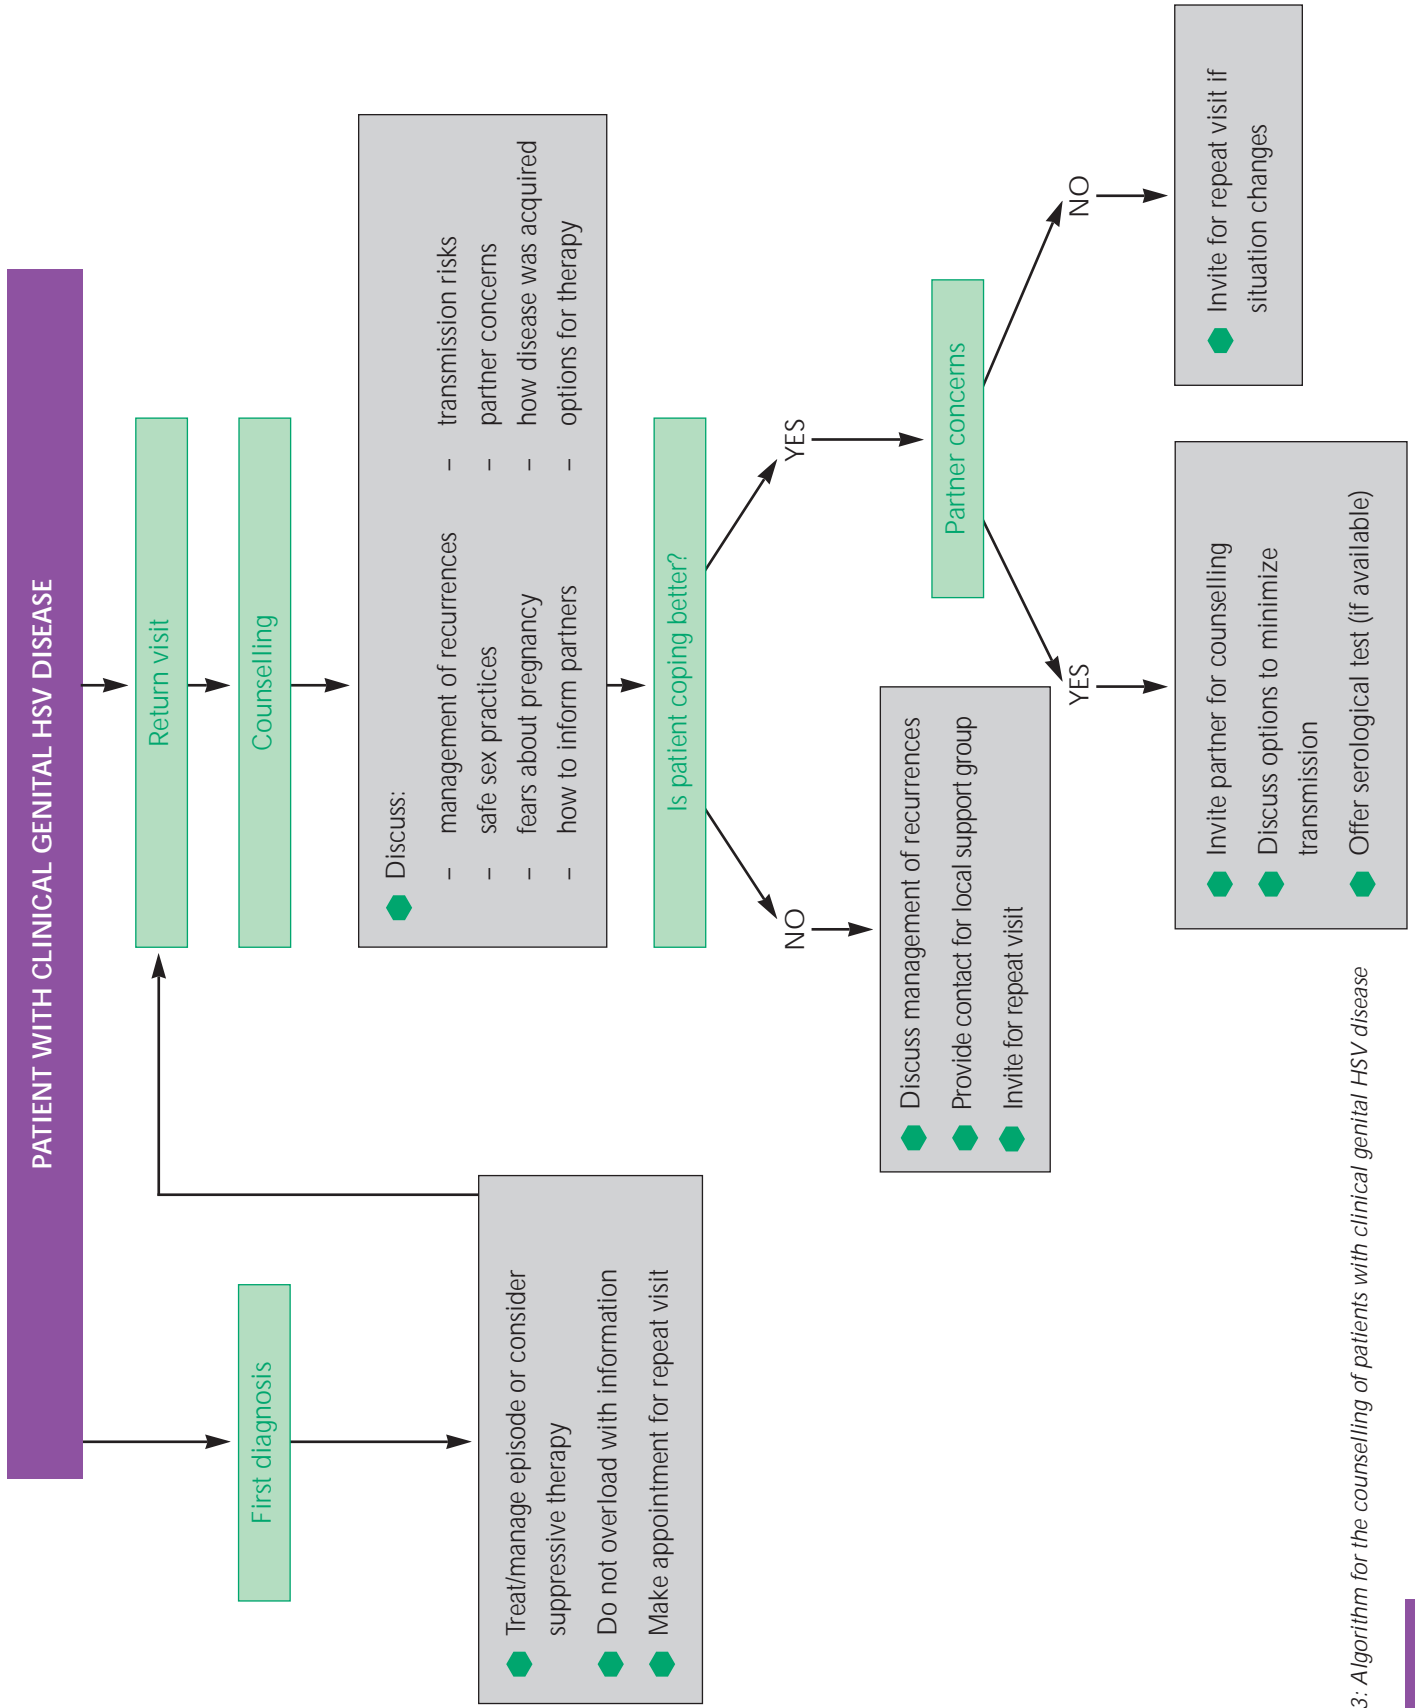 PATIENT WITH CLINICAL GENITAL HSV DISEASE
First diagnosis
Treat/manage episode or consider
suppressive therapy
Do not overload with information
Make appointment for repeat visit
Return visit
Counselling
Discuss:
– management of recurrences
– safe sex practices
– fears about pregnancy
– how to inform partners
– transmission risks
– partner concerns
– how disease was acquired
– options for therapy
Is patient coping better?
NO
YES
Discuss management of recurrences
Provide contact for local support group
Invite for repeat visit
Partner concerns
YES
NO
Invite partner for counselling
Discuss options to minimize
transmission
Offer serological test (if available)
Invite for repeat visit if
situation changes
3: Algorithm for the counselling of patients with clinical genital HSV disease